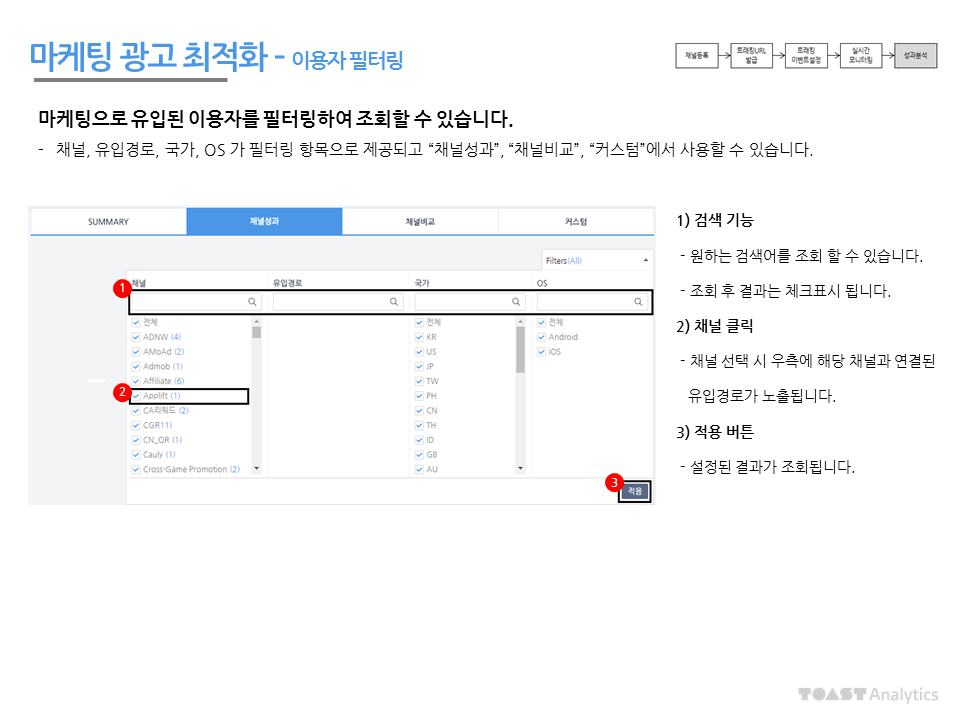 마케팅 광고 최적화 - 이용자 필터링
채널등록
트래킹URL
발급
트래킹
이벤트설정
실시간
모니터링
성과분석
마케팅으로 유입된 이용자를 필터링하여 조회할 수 있습니다.
- 채널, 유입경로, 국가, OS 가 필터링 항목으로 제공되고 “채널성과”, “채널비교”, “커스텀”에서 사용할 수 있습니다.
SUMMARY
채널성과
채널비교
커스텀
Filters(All)
채널
유입경로
국가
OS
1
전체
ADNW (4)
AMoAd (2)
Admob (1)
Affiliate (6)
2
Applift (1)
CA리워드 (2)
CGR11)
CN_QR (1)
Cauly (1)
Cross-Game Promotion (2)
전체
KR
US
JP
TW
PH
CN
TH
ID
GB
AU
전체
Android
iOS
3
적용
1) 검색 기능
- 원하는 검색어를 조회 할 수 있습니다.
- 조회 후 결과는 체크표시 됩니다.
2) 채널 클릭
- 채널 선택 시 우측에 해당 채널과 연결된
유입경로가 노출됩니다.
3) 적용 버튼
- 설정된 결과가 조회됩니다.
TOAST Analytics